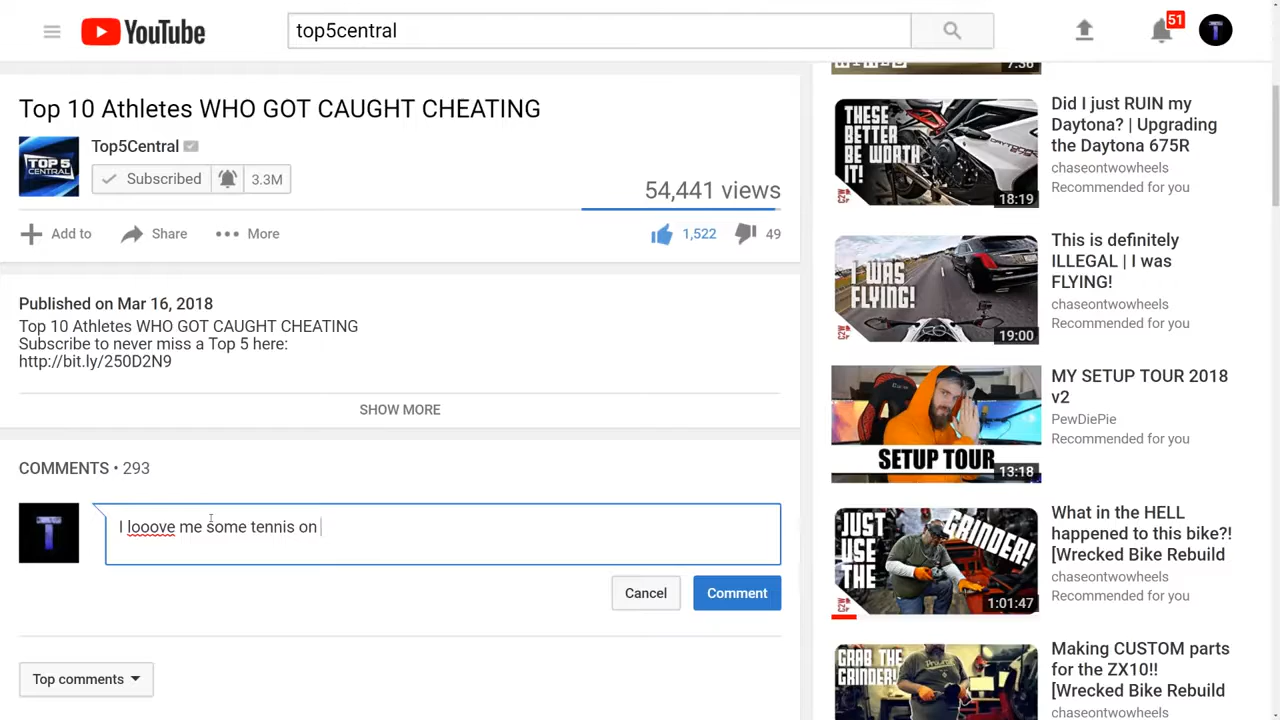 YouTube
top5central
51
Top 10 Athletes WHO GOT CAUGHT CHEATING
TOP 5
CENTRAL
Top5Central
Subscribed
3.3M
54,441 views
Add to
Share
More
1,522
49
Published on Mar 16, 2018
Top 10 Athletes WHO GOT CAUGHT CHEATING
Subscribe to never miss a Top 5 here:
http://bit.ly/250D2N9
SHOW MORE
COMMENTS • 293
T
I looove me some tennis on
Cancel
Comment
Top comments
7:36
THESE
BETTER
BE WORTH
IT!
18:19
Did I just RUIN my
Daytona? | Upgrading
the Daytona 675R
chaseontwowheels
Recommended for you
I WAS
FLYING!
19:00
This is definitely
ILLEGAL | I was
FLYING!
chaseontwowheels
Recommended for you
SETUP TOUR
13:18
MY SETUP TOUR 2018
v2
PewDiePie
Recommended for you
JUST
USE
THE
GRINDER!
1:01:47
What in the HELL
happened to this bike?!
[Wrecked Bike Rebuild
chaseontwowheels
Recommended for you
GRAB THE
GRINDER!
Making CUSTOM parts
for the ZX10!!
[Wrecked Bike Rebuild
chaseontwowheels